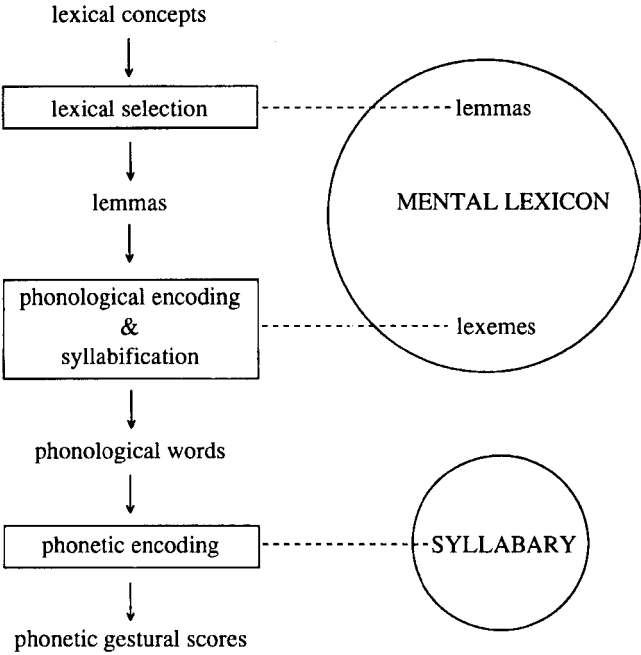 lexical concepts
lexical selection
lemmas
lemmas
MENTAL LEXICON
phonological encoding
&
syllabification
lexemes
phonological words
phonetic encoding
SYLLABARY
phonetic gestural scores